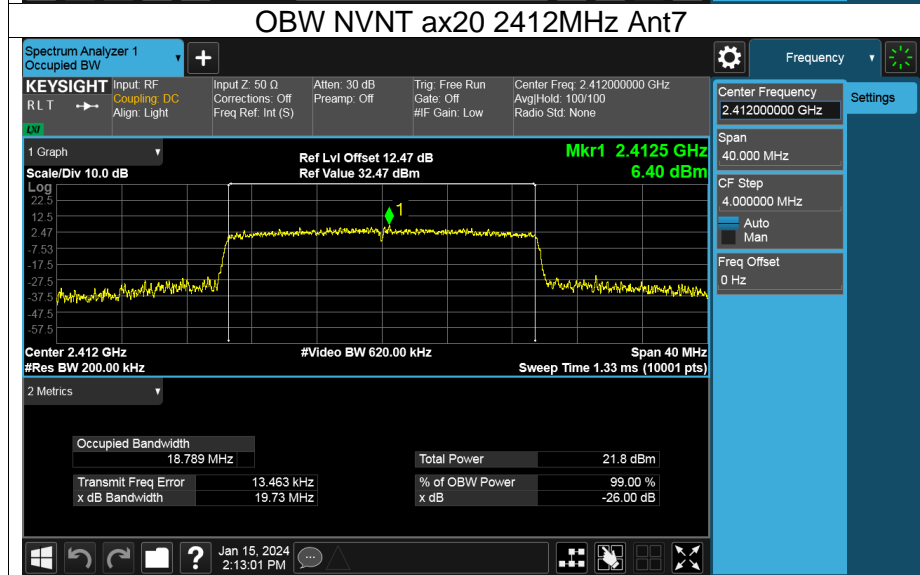 OBW NVNT ax20 2412MHz Ant7
Spectrum Analyzer 1
Occupied BW
Frequency
KEYSIGHT
R L T
LXI
Input: RF
Coupling: DC
Align: Light
Input Z: 50 Ω
Corrections: Off
Freq Ref: Int (S)
Atten: 30 dB
Preamp: Off
Trig: Free Run
Gate: Off
#IF Gain: Low
Center Freq: 2.412000000 GHz
Avg|Hold: 100/100
Radio Std: None
Center Frequency
2.412000000 GHz
Settings
Span
40.000 MHz
CF Step
4.000000 MHz
Auto
Man
Freq Offset
0 Hz
1 Graph
Scale/Div 10.0 dB
Ref Lvl Offset 12.47 dB
Ref Value 32.47 dBm
Mkr1 2.4125 GHz
6.40 dBm
Log
22.5
12.5
2.47
-7.53
-17.5
-27.5
-37.5
-47.5
-57.5
1
Center 2.412 GHz
#Video BW 620.00 kHz
Span 40 MHz
#Res BW 200.00 kHz
Sweep Time 1.33 ms (10001 pts)
2 Metrics
Occupied Bandwidth
18.789 MHz
Total Power 21.8 dBm
Transmit Freq Error 13.463 kHz
% of OBW Power 99.00 %
x dB Bandwidth 19.73 MHz
x dB -26.00 dB
?
Jan 15, 2024
2:13:01 PM